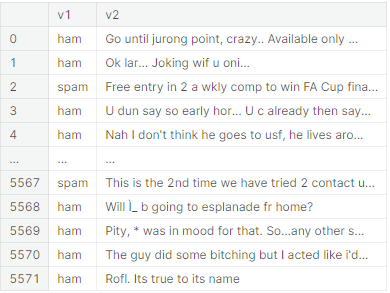 v1 v2
0 ham Go until jurong point, crazy.. Available only ...
1 ham Ok lar... Joking wif u oni...
2 spam Free entry in 2 a wkly comp to win FA Cup fina...
3 ham U dun say so early hor... U c already then say...
4 ham Nah I don't think he goes to usf, he lives aro...
... ... ...
5567 spam This is the 2nd time we have tried 2 contact u...
5568 ham Will Ì_ b going to esplanade fr home?
5569 ham Pity, * was in mood for that. So...any other s...
5570 ham The guy did some bitching but I acted like i'd...
5571 ham Rofl. Its true to its name